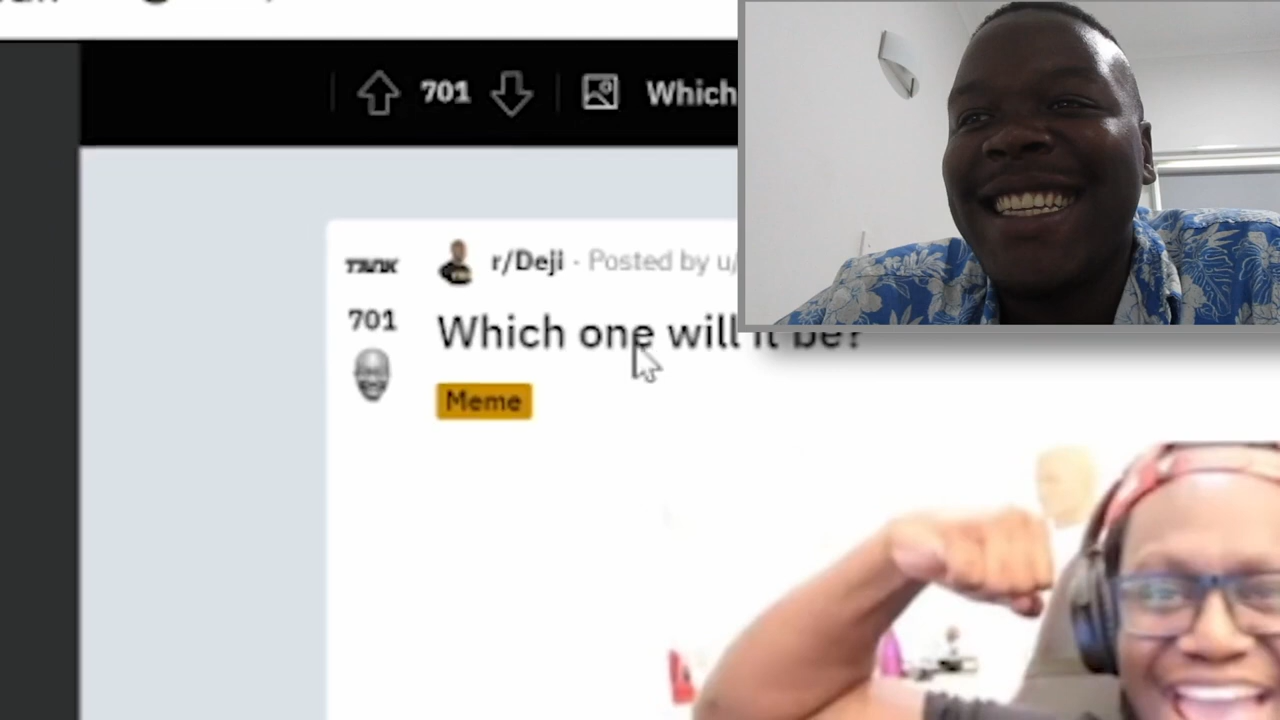 701
Which
r/Deji - Posted by u/
701
Which one will it be?
Meme